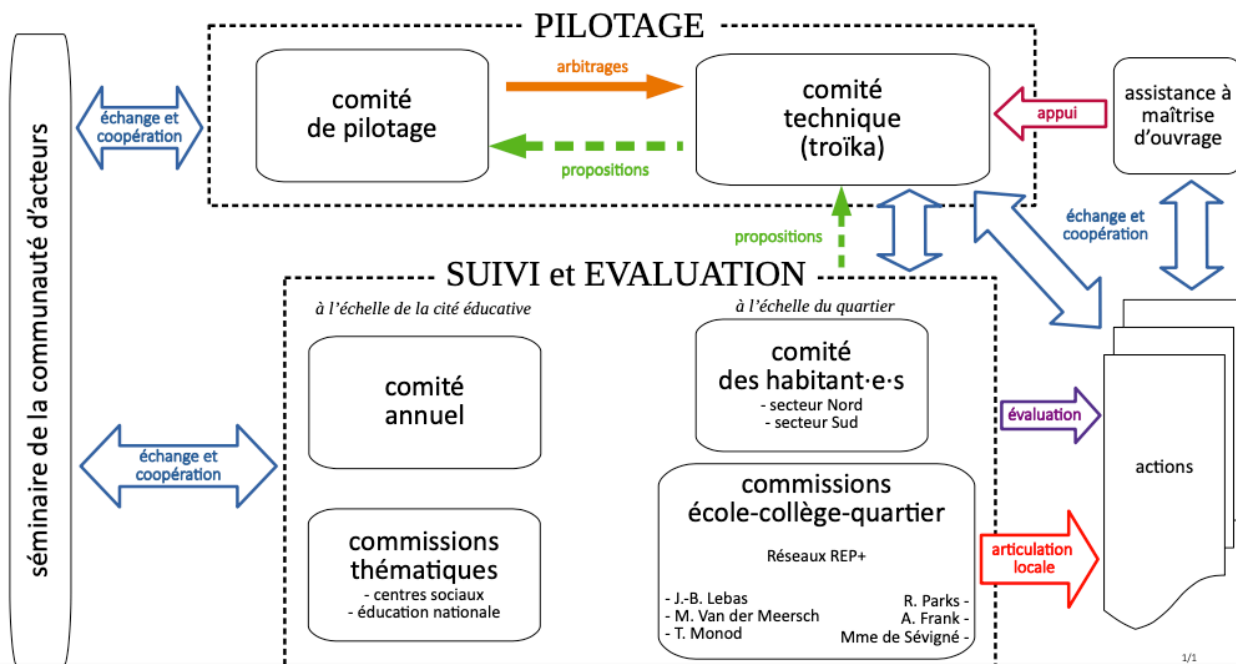 PILOTAGE
séminaire de la communauté d'acteurs
échange et
coopération
comité
de pilotage
arbitrages
propositions
comité
technique
(troïka)
appui
assistance à
maîtrise
d'ouvrage
propositions
échange et
coopération
SUIVI et EVALUATION
à l'échelle de la cité éducative
à l'échelle du quartier
comité
annuel
comité
des habitant·e·s
- secteur Nord
- secteur Sud
évaluation
échange et
coopération
actions
commissions
thématiques
- centres sociaux
- éducation nationale
commissions
école-collège-quartier
Réseaux REP+
- J.-B. Lebas
- M. Van der Meersch
- T. Monod
R. Parks -
A. Frank -
Mme de Sévigné -
articulation
locale
1/1